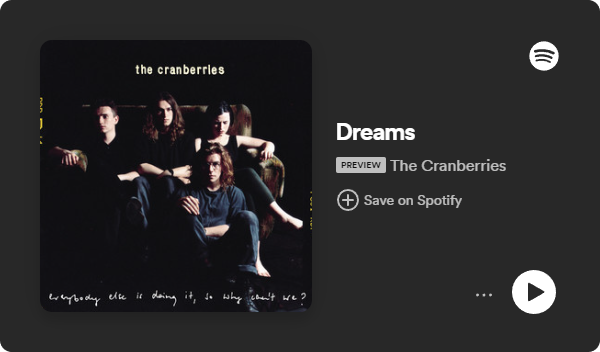 the cranberries
everybody else is doing it, so why can't we?
Dreams
PREVIEW The Cranberries
Save on Spotify